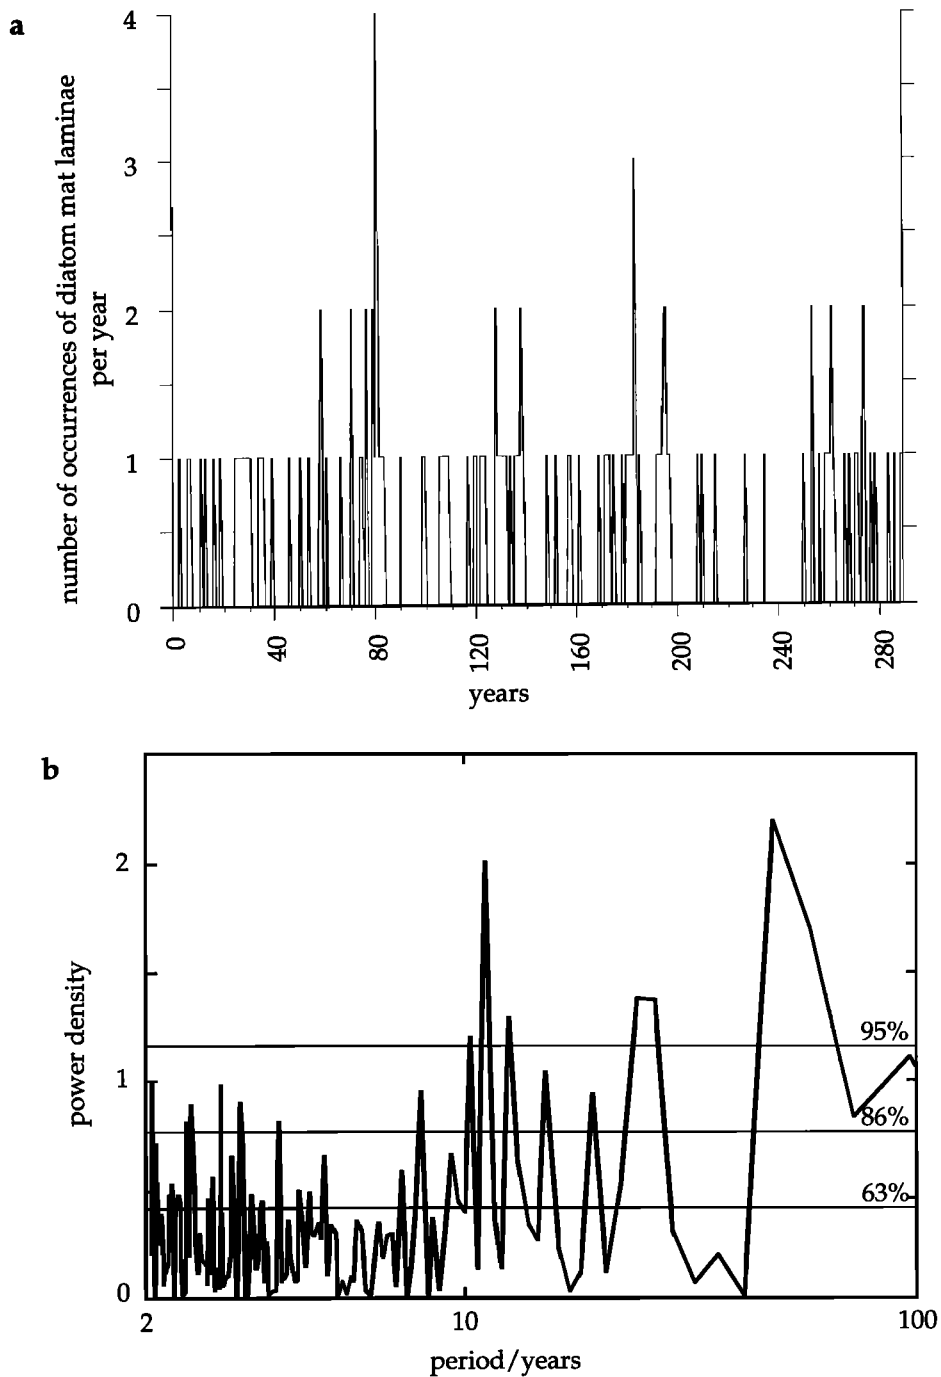 a
number of occurrences of diatom mat laminae
per year
4
3
2
1
0
0 40 80 120 160 200 240 280
years
b
power density
2
1
0
95%
86%
63%
2 10 100
period/years